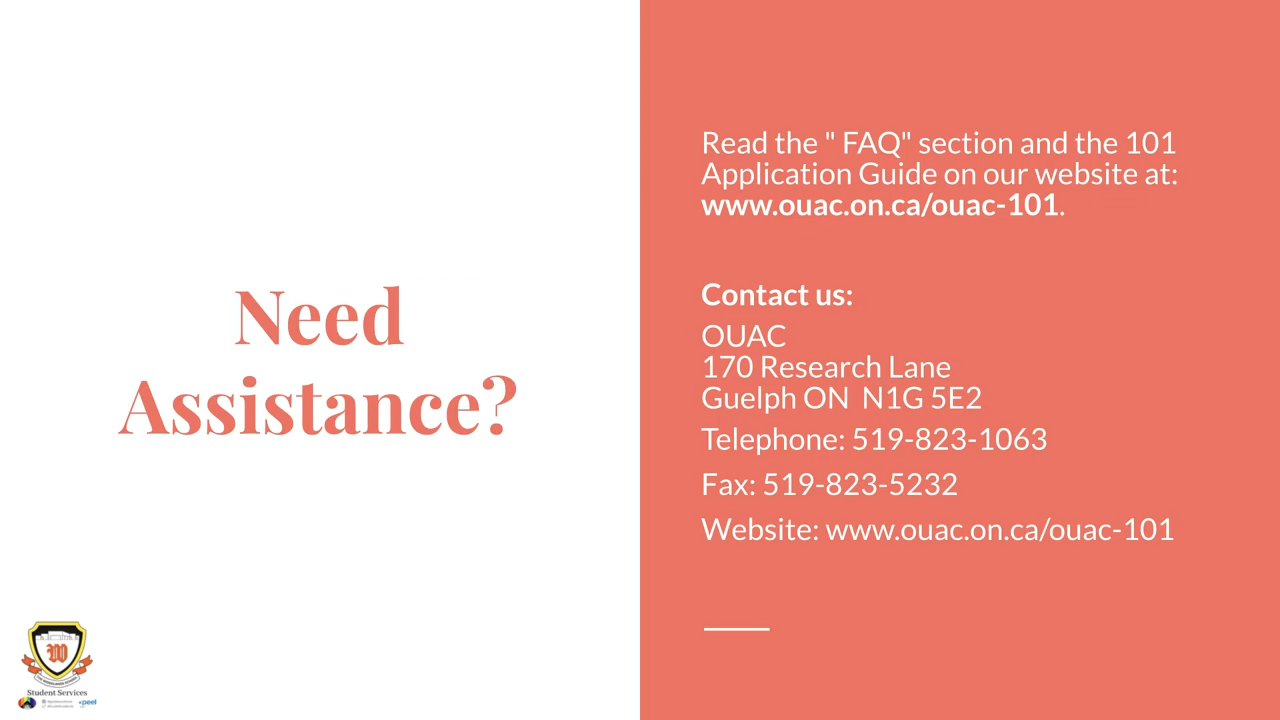 Need
Assistance?
Read the " FAQ" section and the 101
Application Guide on our website at:
www.ouac.on.ca/ouac-101.
Contact us:
OUAC
170 Research Lane
Guelph ON  N1G 5E2
Telephone: 519-823-1063
Fax: 519-823-5232
Website: www.ouac.on.ca/ouac-101
Student Services
peel